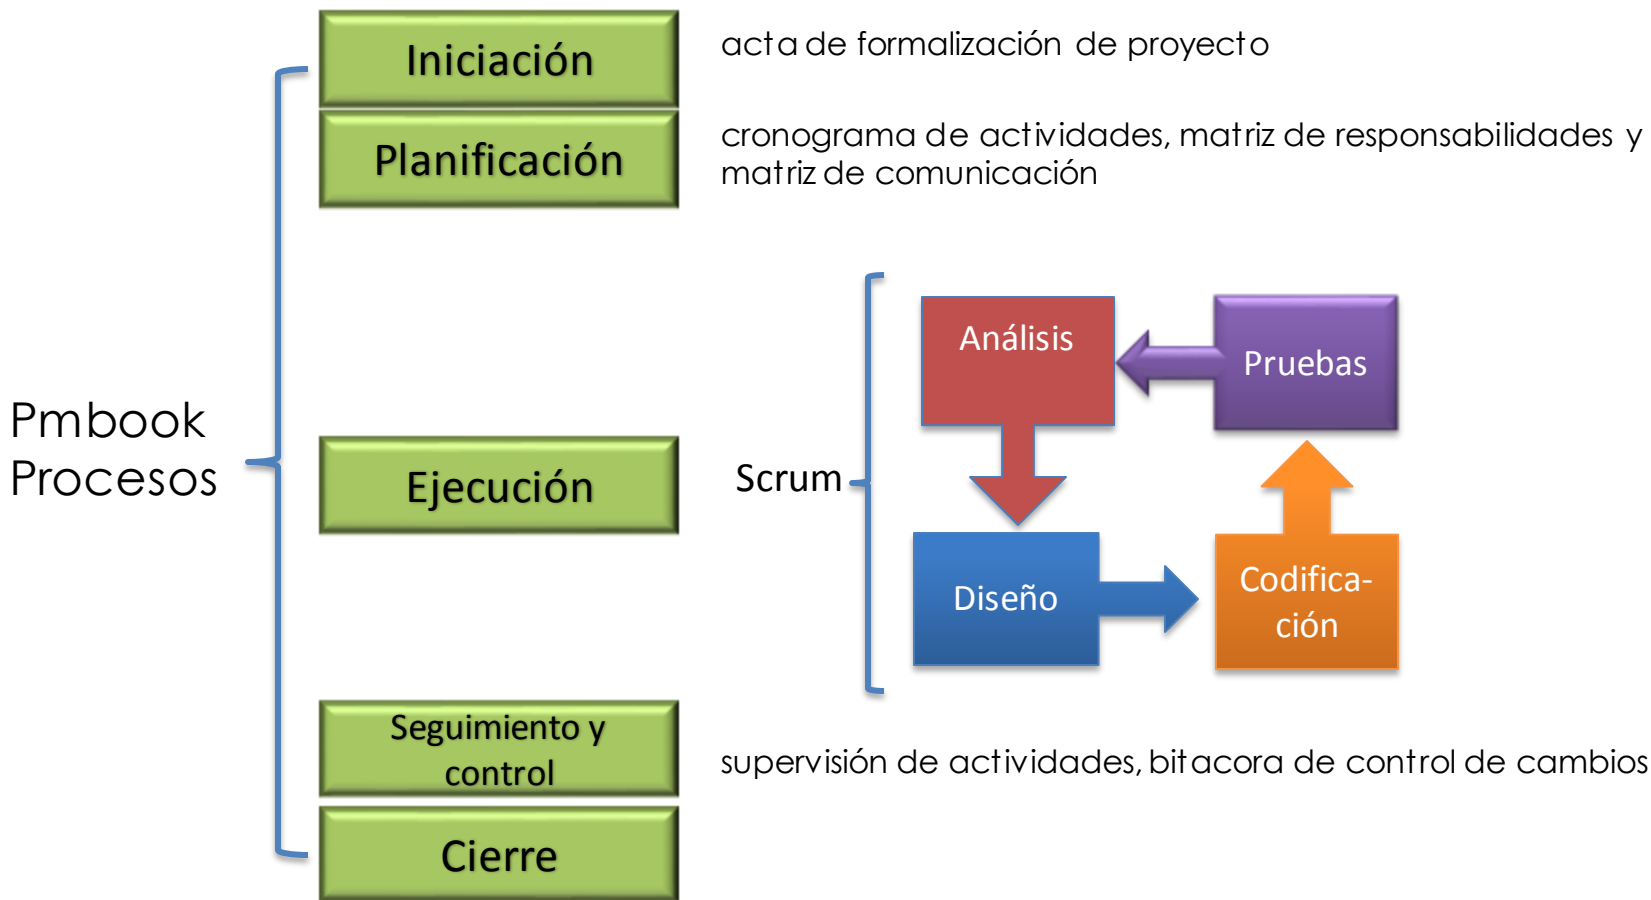 Iniciación
acta de formalización de proyecto
Planificación
cronograma de actividades, matriz de responsabilidades y
matriz de comunicación
Pmbook
Procesos
Ejecución
Scrum
Análisis
Pruebas
Diseño
Codifica-
ción
Seguimiento y
control
supervisión de actividades, bitacora de control de cambios
Cierre